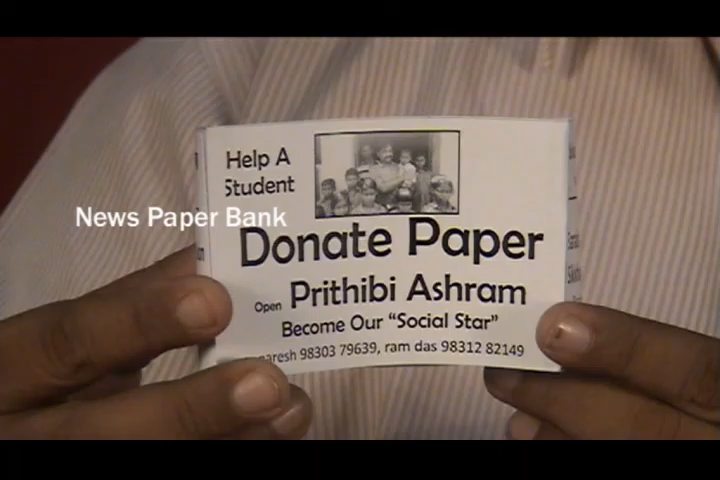 Help A
Student
News Paper Bank
Donate Paper
Open Prithibi Ashram
Become Our "Social Star"
98303 79639, ram das 98312 82149